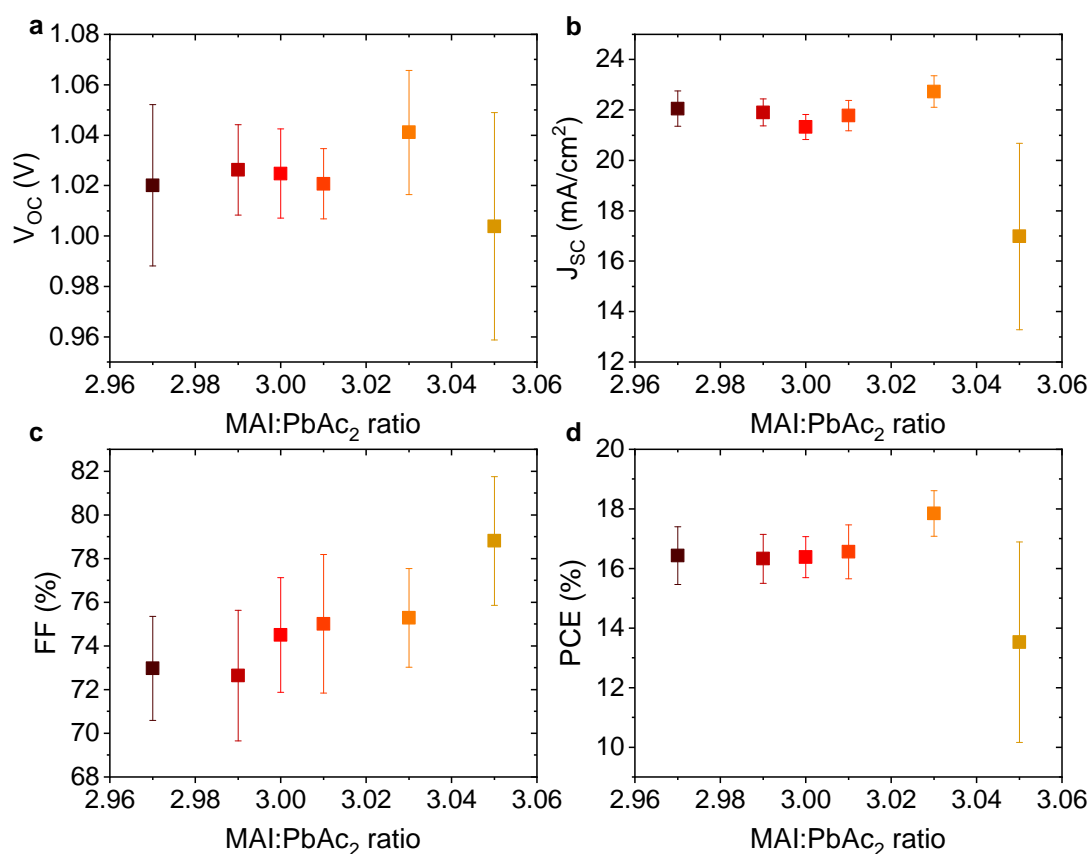 a
1.08
1.06
1.04
1.02
1.00
0.98
0.96
V_OC (V)
2.96 2.98 3.00 3.02 3.04 3.06
MAI:PbAc₂ ratio
b
24
22
20
18
16
14
12
J_SC (mA/cm²)
2.96 2.98 3.00 3.02 3.04 3.06
MAI:PbAc₂ ratio
c
82
80
78
76
74
72
70
68
FF (%)
2.96 2.98 3.00 3.02 3.04 3.06
MAI:PbAc₂ ratio
d
20
18
16
14
12
10
PCE (%)
2.96 2.98 3.00 3.02 3.04 3.06
MAI:PbAc₂ ratio